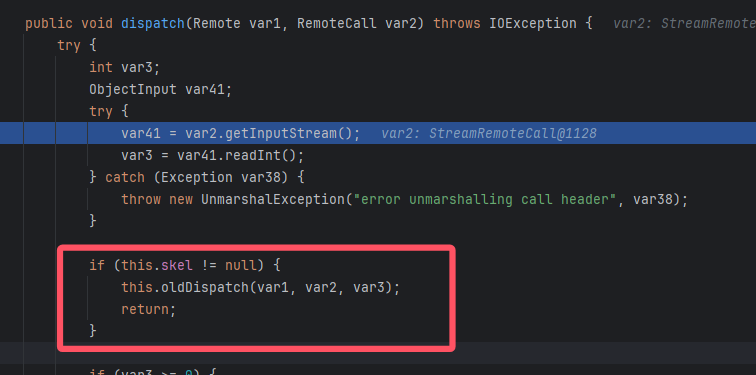 public void dispatch(Remote var1, RemoteCall var2) throws IOException {   var2: StreamRemote
try {
int var3;
ObjectInput var41;
try {
var41 = var2.getInputStream();   var2: StreamRemoteCall@1128
var3 = var41.readInt();
} catch (Exception var38) {
throw new UnmarshalException("error unmarshalling call header", var38);
}
if (this.skel != null) {
this.oldDispatch(var1, var2, var3);
return;
}
if (var3 >= 0) {